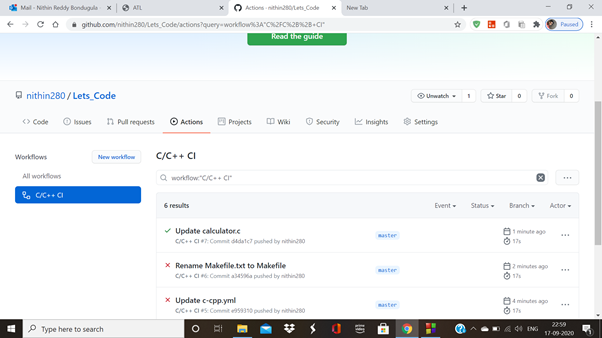 Mail - Nithin Reddy Bondugula -
ATL
Actions · nithin280/Lets_Code
New Tab
github.com/nithin280/Lets_Code/actions?query=workflow%3A"C%2FC%2B%2B+CI"
Paused
Read the guide
nithin280 / Lets_Code
Unwatch 1
Star 0
Fork 0
Code
Issues
Pull requests
Actions
Projects
Wiki
Security
Insights
Settings
Workflows
New workflow
All workflows
C/C++ CI
C/C++ CI
workflow:"C/C++ CI"
6 results
Event
Status
Branch
Actor
Update calculator.c
C/C++ CI #7: Commit d4da1c7 pushed by nithin280
master
1 minute ago
17s
Rename Makefile.txt to Makefile
C/C++ CI #6: Commit a34596a pushed by nithin280
master
2 minutes ago
17s
Update c-cpp.yml
C/C++ CI #5: Commit e959310 pushed by nithin280
master
4 minutes ago
17s
Type here to search
ENG
22:59
17-09-2020